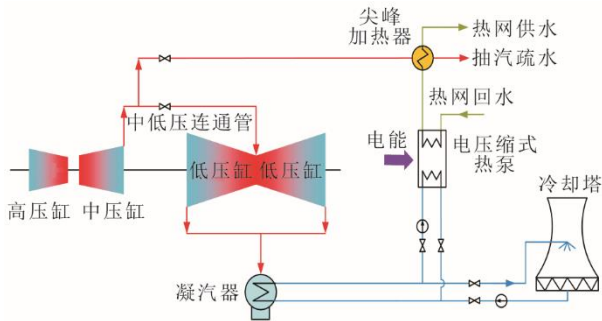 尖峰
加热器
热网供水
抽汽疏水
热网回水
中低压连通管
电能
电压缩式
热泵
低压缸 低压缸
冷却塔
高压缸
中压缸
凝汽器